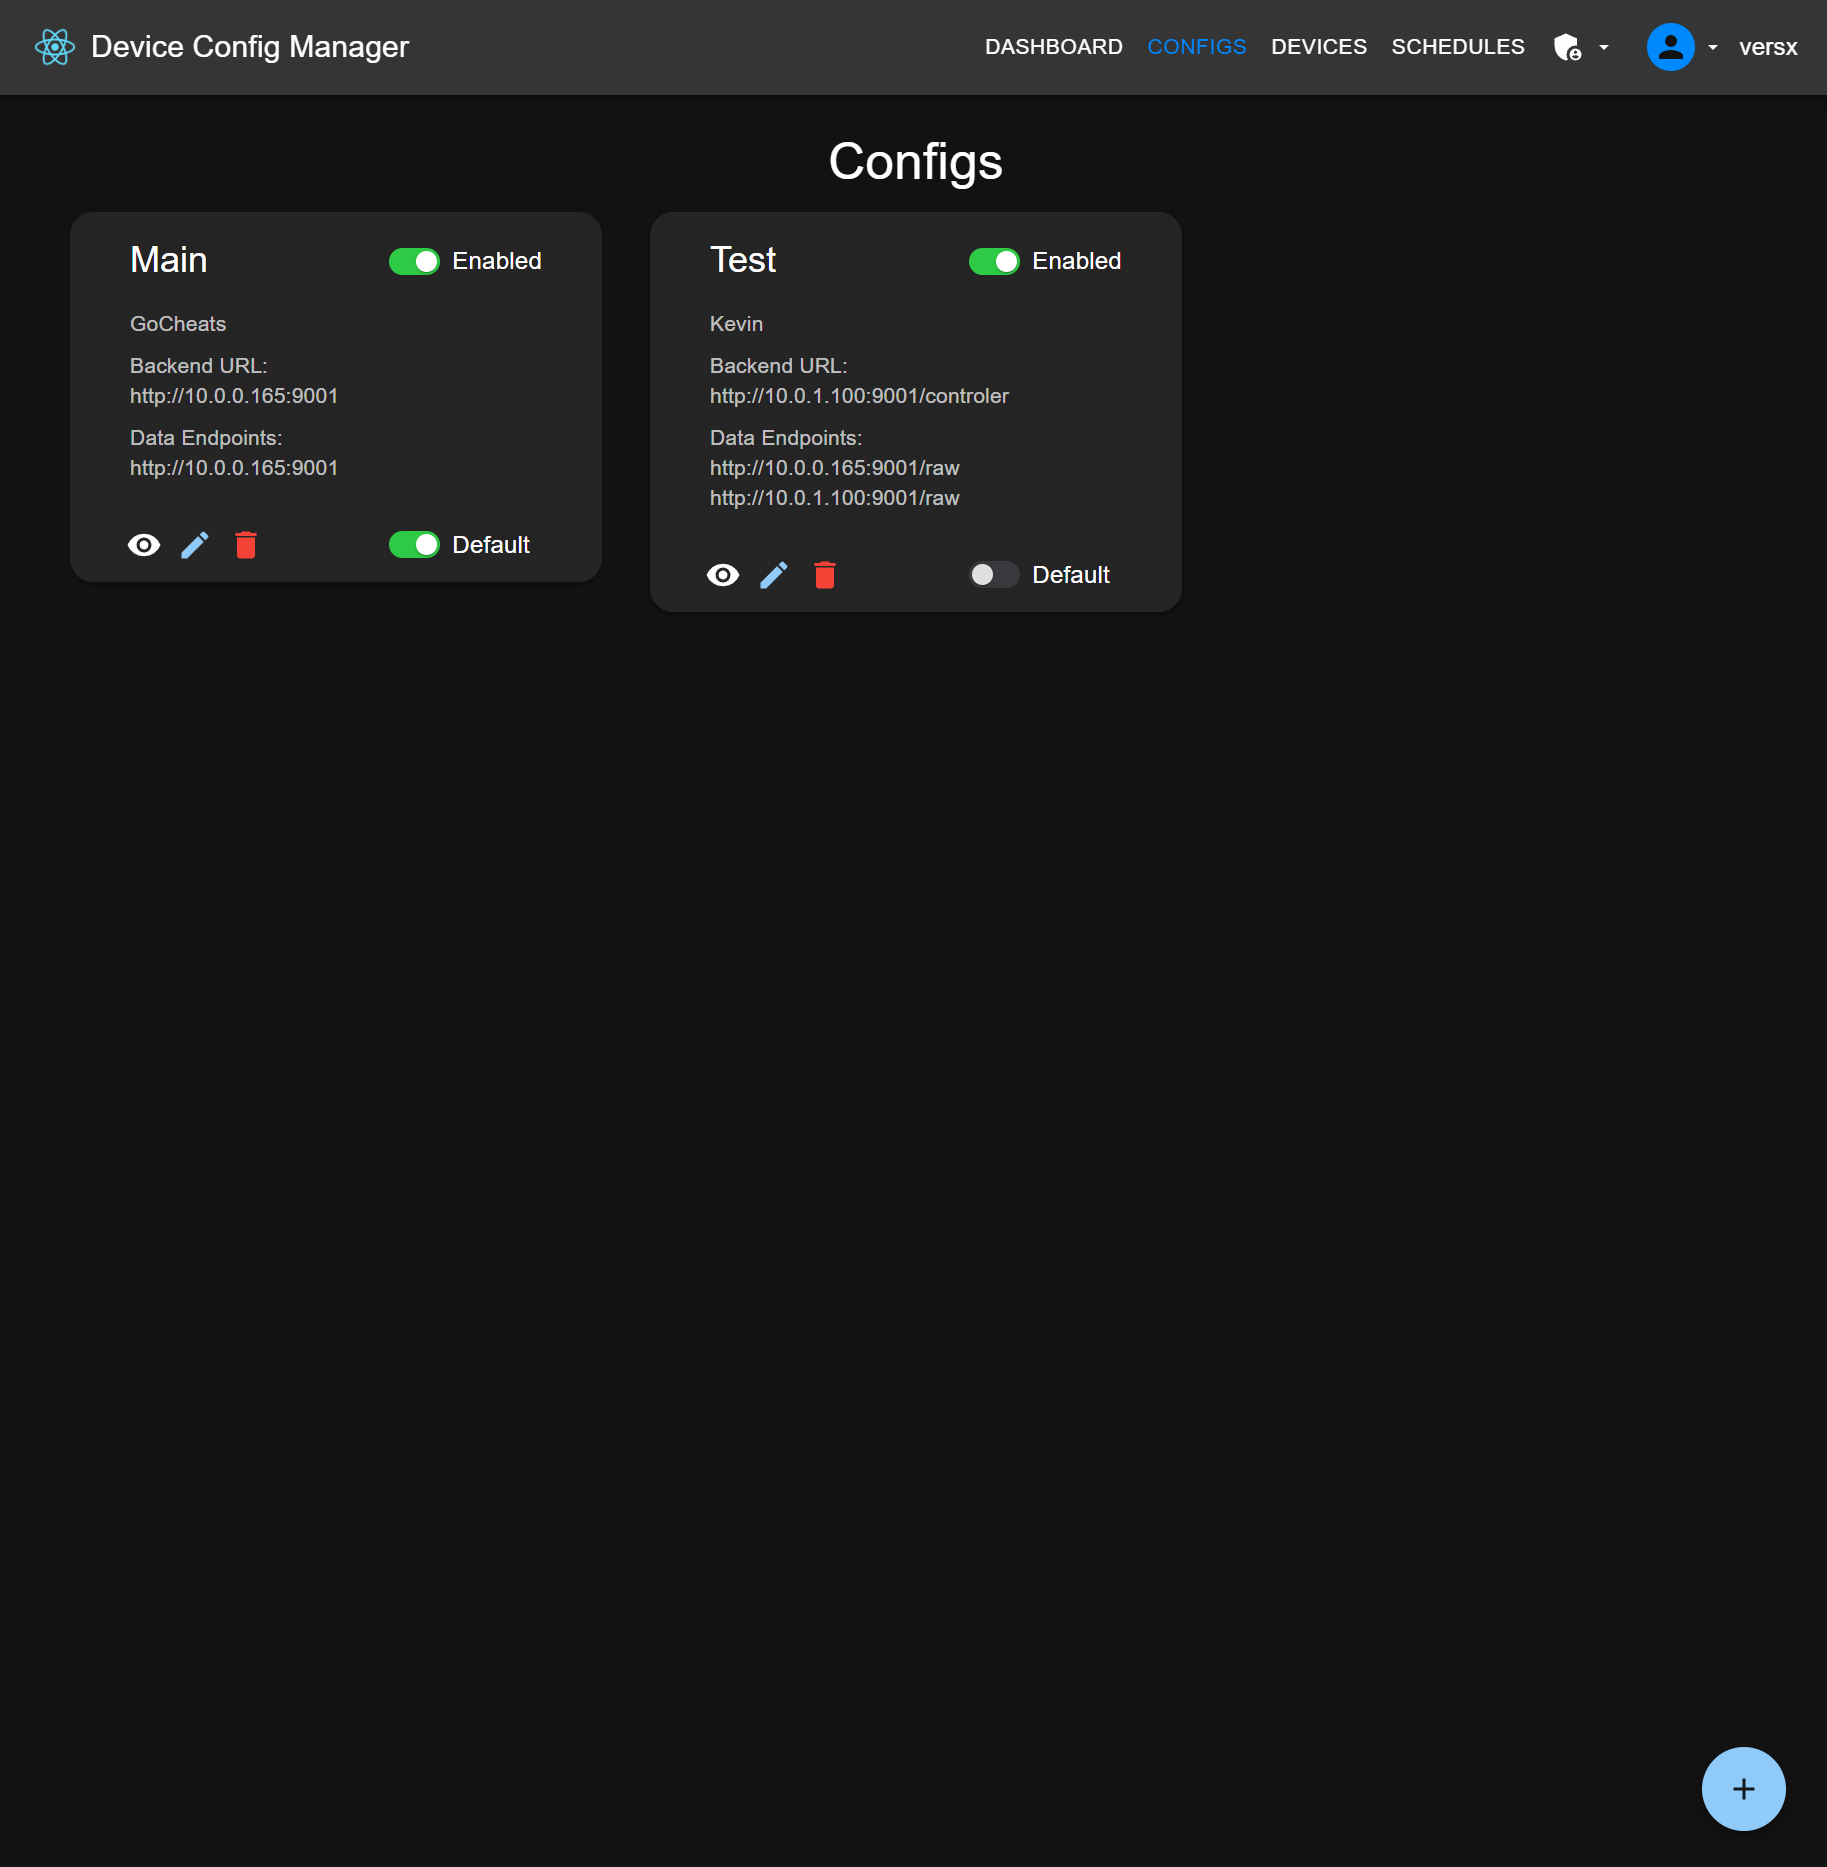 Device Config Manager
DASHBOARD CONFIGS DEVICES SCHEDULES versx
Configs
Main Enabled
GoCheats
Backend URL:
http://10.0.0.165:9001
Data Endpoints:
http://10.0.0.165:9001
Default
Test Enabled
Kevin
Backend URL:
http://10.0.1.100:9001/controler
Data Endpoints:
http://10.0.0.165:9001/raw
http://10.0.1.100:9001/raw
Default